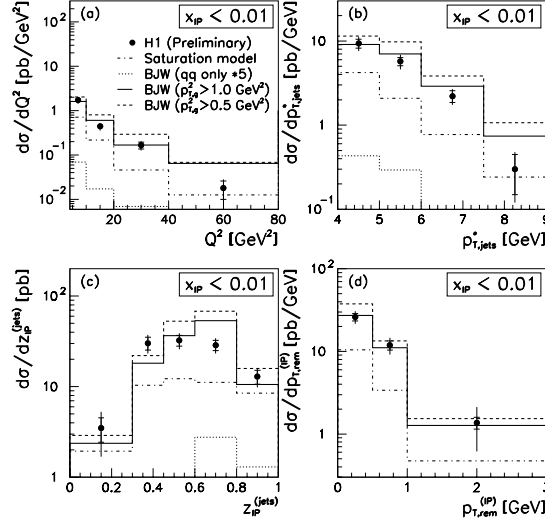 x_IP < 0.01
x_IP < 0.01
(a)
(b)
H1 (Preliminary)
Saturation model
BJW (qq only *5)
BJW (p²_T,g>1.0 GeV²)
BJW (p²_T,g>0.5 GeV²)
dσ/dQ² [pb/GeV²]
10²
10
1
10⁻¹
10⁻²
0 20 40 60 80
Q² [GeV²]
dσ/dp*_T,jets [pb/GeV]
10
1
10⁻¹
4 5 6 7 8 9
p*_T,jets [GeV]
(c)
x_IP < 0.01
(d)
x_IP < 0.01
dσ/dz_IP^(jets) [pb]
10²
10
1
0 0.2 0.4 0.6 0.8 1
z_IP^(jets)
dσ/dp_T,rem^(IP) [pb/GeV]
10²
10
1
0 1 2 3
p_T,rem^(IP) [GeV]